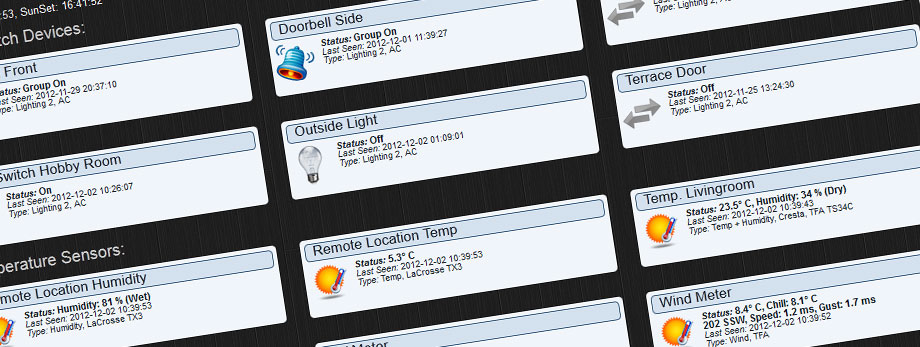 :53, SunSet: 16:41:52
tch Devices:
Front
Status: Group On
Last Seen: 2012-11-29 20:37:10
Type: Lighting 2, AC
Doorbell Side
Status: Group On
Last Seen: 2012-12-01 11:39:27
Type: Lighting 2, AC
Type: Lighting 2, AC
Switch Hobby Room
Status: On
Last Seen: 2012-12-02 10:26:07
Type: Lighting 2, AC
Outside Light
Status: Off
Last Seen: 2012-12-02 01:09:01
Type: Lighting 2, AC
Terrace Door
Status: Off
Last Seen: 2012-11-25 13:24:30
Type: Lighting 2, AC
perature Sensors:
mote Location Humidity
Status: Humidity: 81 % (Wet)
Last Seen: 2012-12-02 10:39:53
Type: Humidity, LaCrosse TX3
Remote Location Temp
Status: 5.3° C
Last Seen: 2012-12-02 10:39:53
Type: Temp, LaCrosse TX3
Temp. Livingroom
Status: 23.5° C, Humidity: 34 % (Dry)
Last Seen: 2012-12-02 10:39:43
Type: Temp + Humidity, Cresta, TFA TS34C
Meter
Wind Meter
Status: 8.4° C, Chill: 8.1° C
202 SSW, Speed: 1.2 ms, Gust: 1.7 ms
Last Seen: 2012-12-02 10:39:52
Type: Wind, TFA